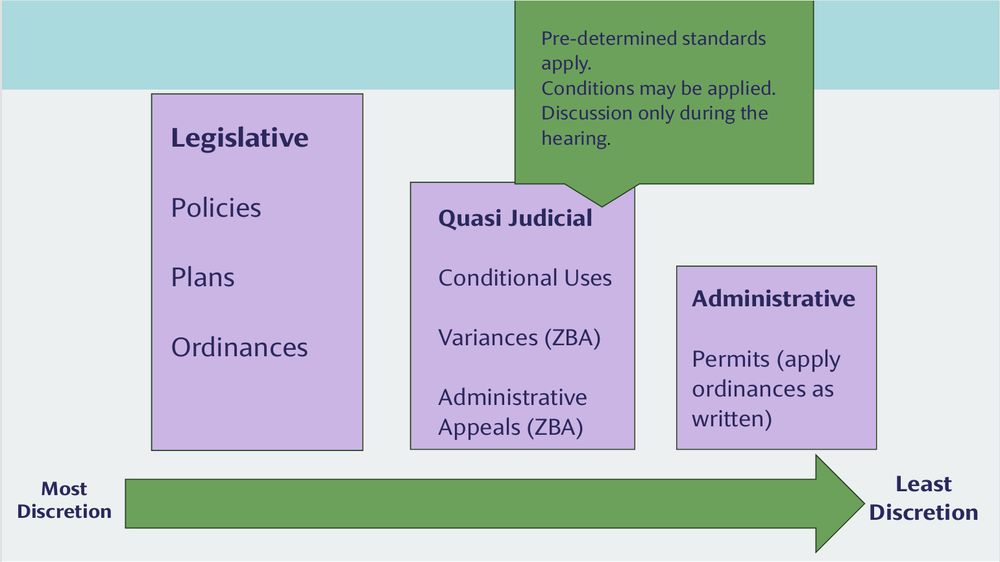 Pre-determined standards
apply.
Conditions may be applied.
Discussion only during the
hearing.
Legislative
Policies
Plans
Ordinances
Quasi Judicial
Conditional Uses
Variances (ZBA)
Administrative
Appeals (ZBA)
Administrative
Permits (apply
ordinances as
written)
Most
Discretion
Least
Discretion